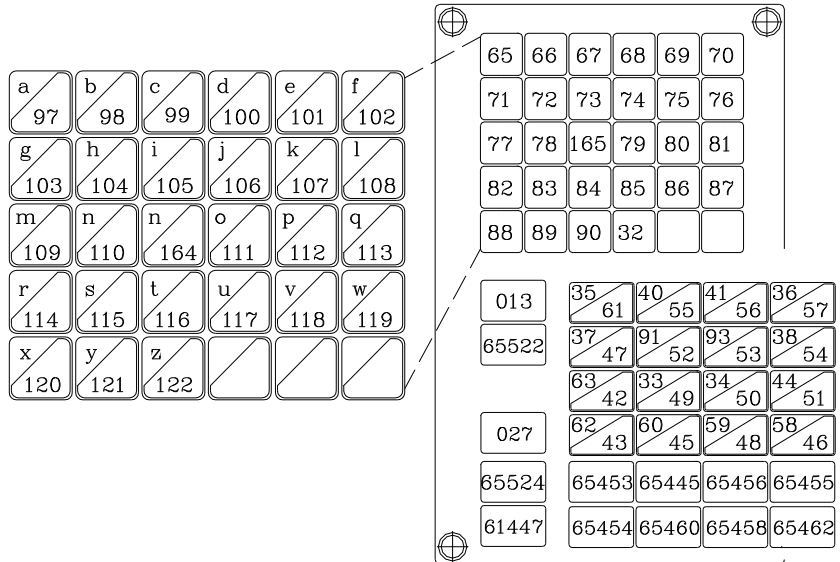 a 97 b 98 c 99 d 100 e 101 f 102
g 103 h 104 i 105 j 106 k 107 l 108
m 109 n 110 n 164 o 111 p 112 q 113
r 114 s 115 t 116 u 117 v 118 w 119
x 120 y 121 z 122
65 66 67 68 69 70
71 72 73 74 75 76
77 78 165 79 80 81
82 83 84 85 86 87
88 89 90 32
013 35 61 40 55 41 56 36 57
65522 37 47 91 52 93 53 38 54
63 42 33 49 34 50 44 51
027 62 43 60 45 59 48 58 46
65524 65453 65445 65456 65455
61447 65454 65460 65458 65462